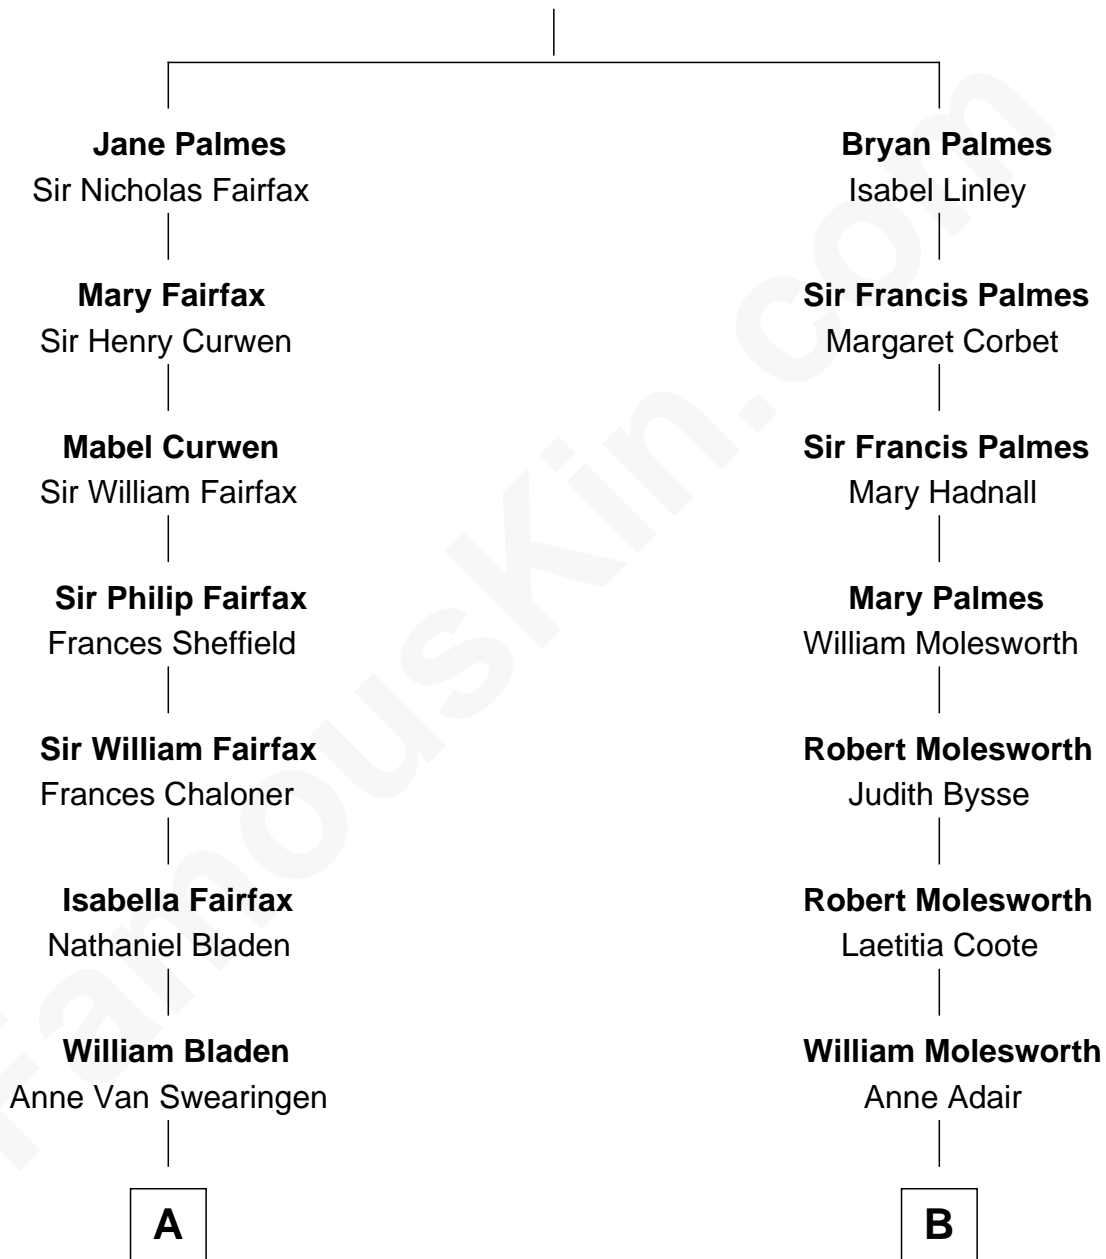 Jane Palmes
Sir Nicholas Fairfax
Mary Fairfax
Sir Henry Curwen
Mabel Curwen
Sir William Fairfax
Sir Philip Fairfax
Frances Sheffield
Sir William Fairfax
Frances Chaloner
Isabella Fairfax
Nathaniel Bladen
William Bladen
Anne Van Swearingen
A
Bryan Palmes
Isabel Linley
Sir Francis Palmes
Margaret Corbet
Sir Francis Palmes
Mary Hadnall
Mary Palmes
William Molesworth
Robert Molesworth
Judith Bysse
Robert Molesworth
Laetitia Coote
William Molesworth
Anne Adair
B
FamousKin.com